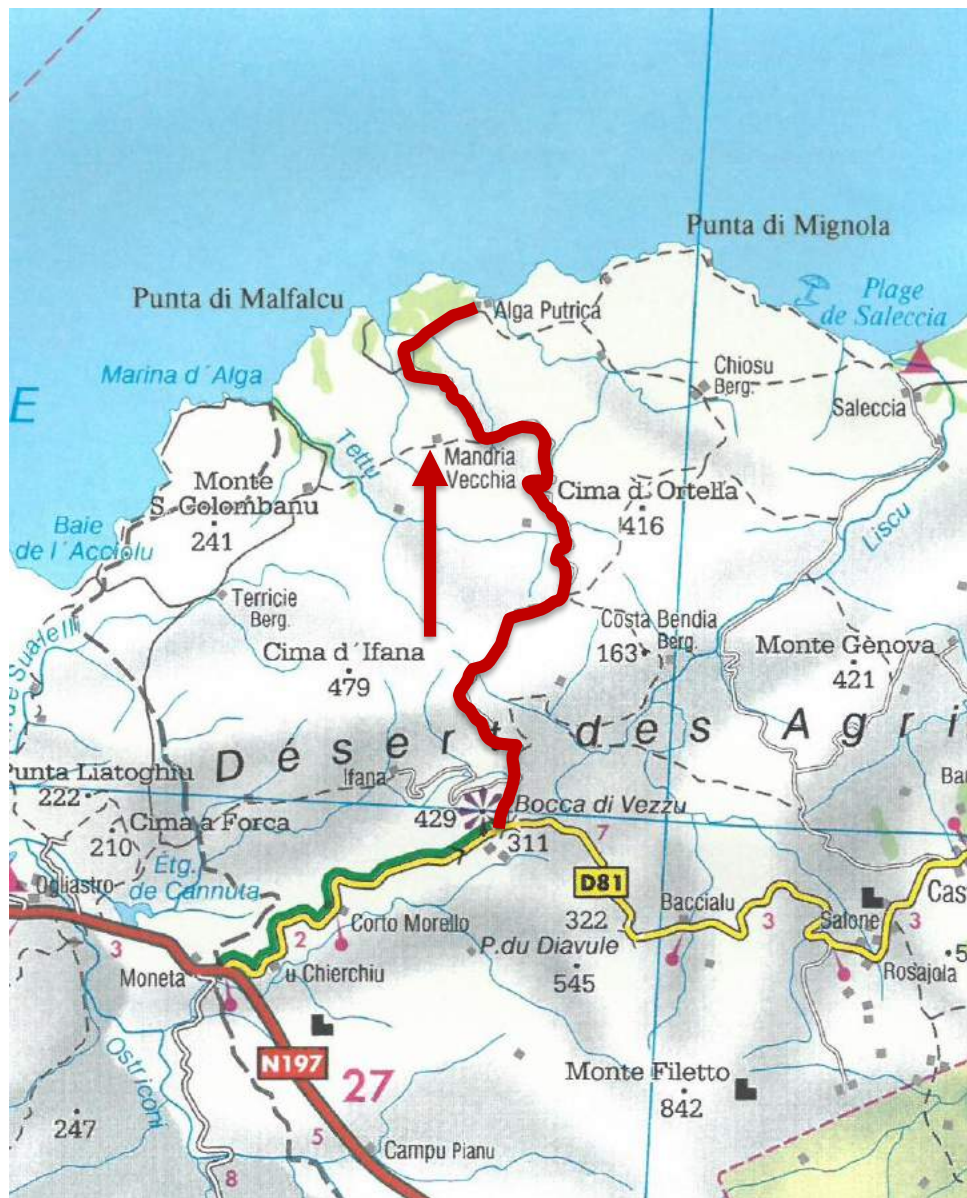 Punta di Mignola
Punta di Malfalcu
Plage
de Saleccia
Alga Putrica
Marina d'Alga
Chiosu
Berg.
Saleccia
E
Tettu
Mandria
Vecchia
Monte
S. Colombanu
241
Cima d'Ortella
416
Baie
de l'Acciolu
Liscu
Terricie
Berg.
Costa Bendia
Berg.
163
Cima d'Ifana
479
Monte Gènova
421
Désert des Agri
Punta Liatoghiu
222
Ifana
429
Bocca di Vezzu
311
7
Cima a Forca
210
Étg.
de Cannuta
D81
Ogliastro
322
Baccialu
3
Salone
Cas
3
2
Corto Morello
P. du Diavule
545
Rosajola
3
Moneta
u Chierchiu
N197
27
Ostriconi
Monte Filetto
842
247
5
Campu Pianu
8